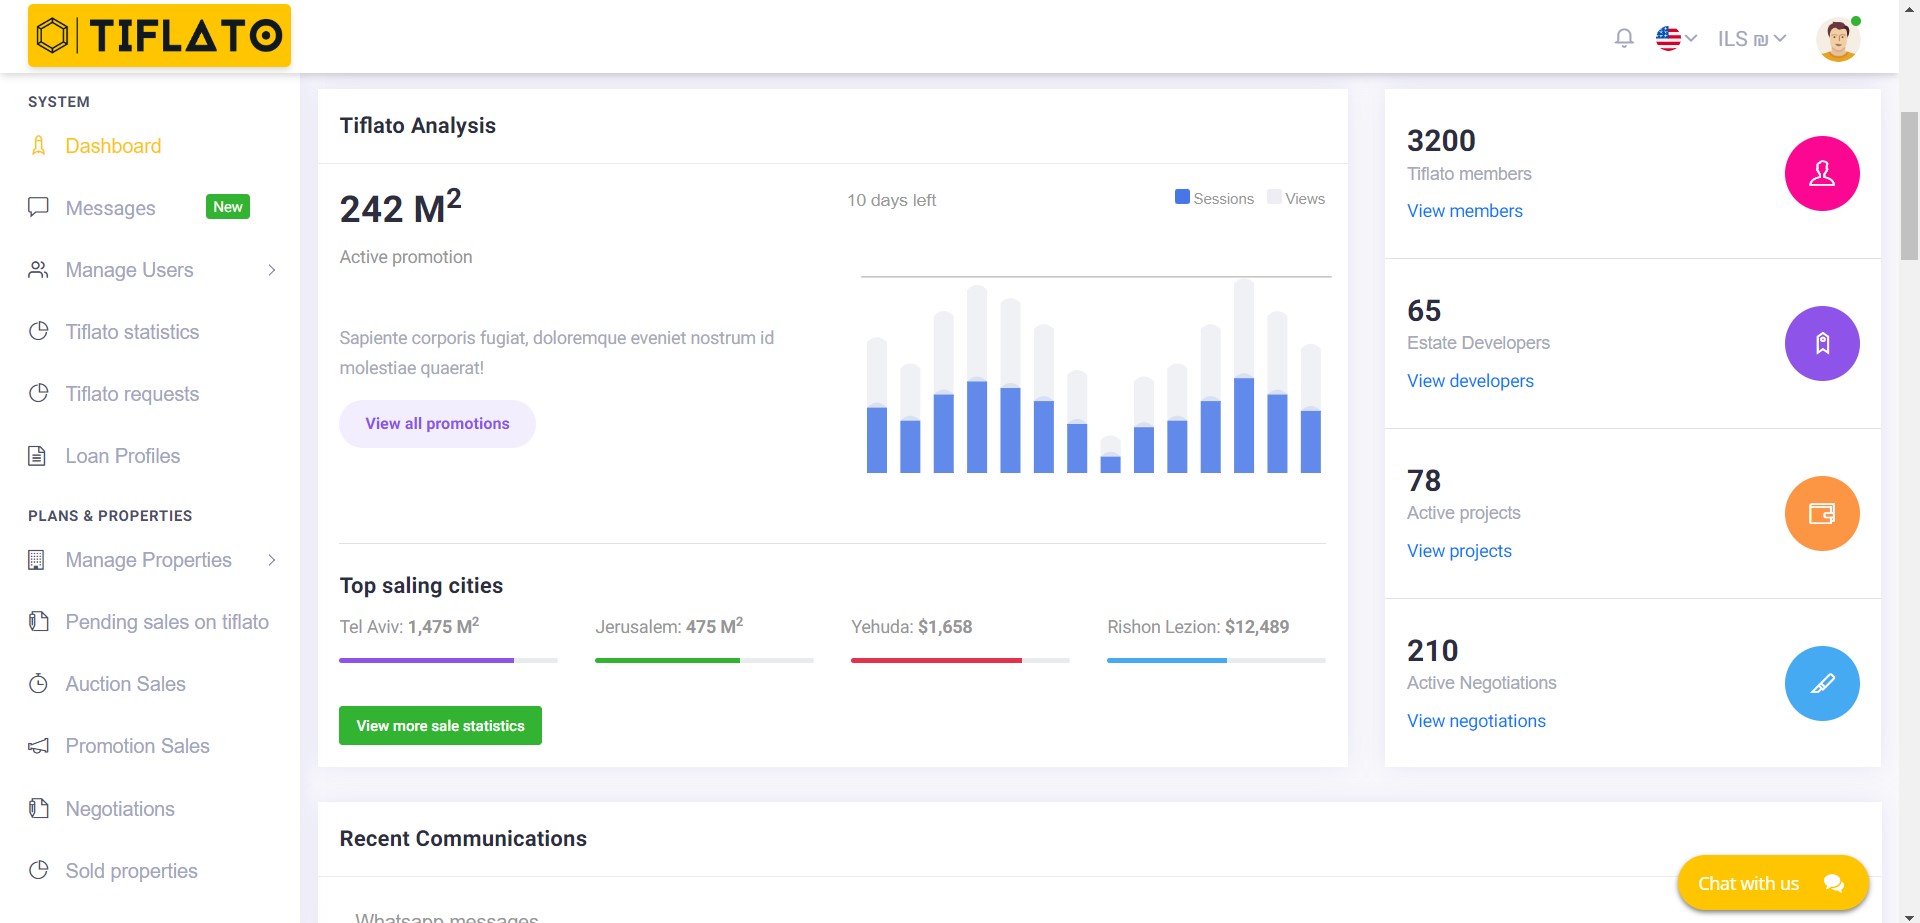 TIFLATO
ILS ₪
SYSTEM
Dashboard
Messages
New
Manage Users
Tiflato statistics
Tiflato requests
Loan Profiles
PLANS & PROPERTIES
Manage Properties
Pending sales on tiflato
Auction Sales
Promotion Sales
Negotiations
Sold properties
Tiflato Analysis
242 M²
Active promotion
Sapiente corporis fugiat, doloremque eveniet nostrum id
molestiae quaerat!
View all promotions
10 days left
Sessions
Views
Top saling cities
Tel Aviv: 1,475 M²
Jerusalem: 475 M²
Yehuda: $1,658
Rishon Lezion: $12,489
View more sale statistics
3200
Tiflato members
View members
65
Estate Developers
View developers
78
Active projects
View projects
210
Active Negotiations
View negotiations
Recent Communications
Whatsapp messages
Chat with us